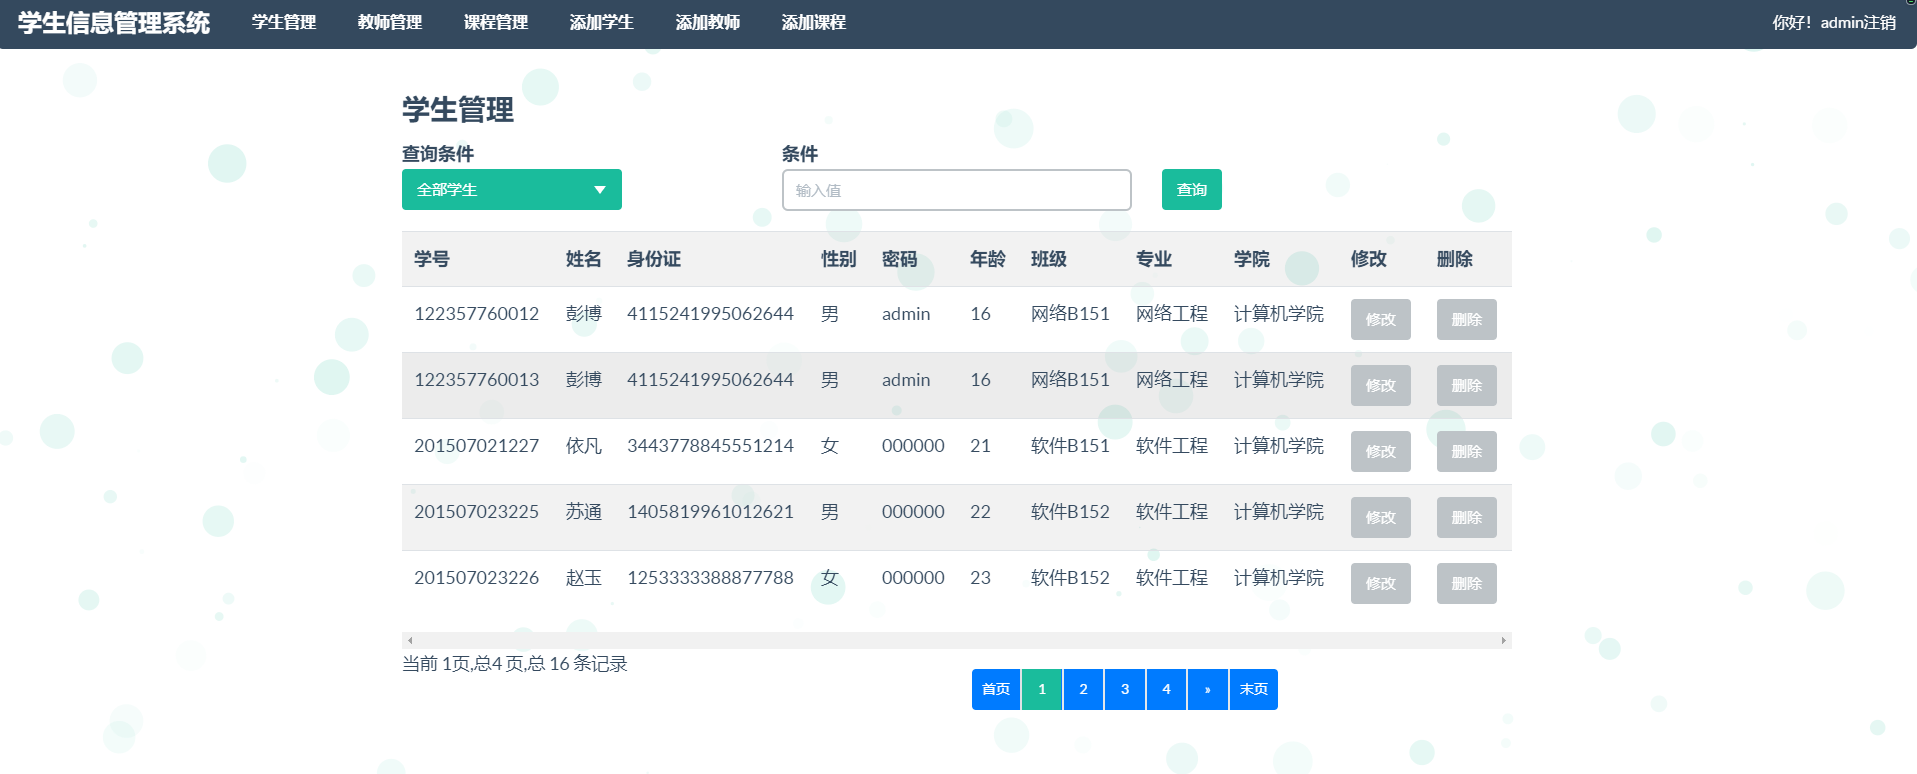 学生信息管理系统 学生管理 教师管理 课程管理 添加学生 添加教师 添加课程 你好！admin注销
学生管理
查询条件 条件
全部学生 输入值 查询
学号 姓名 身份证 性别 密码 年龄 班级 专业 学院 修改 删除
122357760012 彭博 4115241995062644 男 admin 16 网络B151 网络工程 计算机学院 修改 删除
122357760013 彭博 4115241995062644 男 admin 16 网络B151 网络工程 计算机学院 修改 删除
201507021227 依凡 3443778845551214 女 000000 21 软件B151 软件工程 计算机学院 修改 删除
201507023225 苏通 1405819961012621 男 000000 22 软件B152 软件工程 计算机学院 修改 删除
201507023226 赵玉 1253333388877788 女 000000 23 软件B152 软件工程 计算机学院 修改 删除
当前 1页,总4 页,总 16 条记录
首页 1 2 3 4 » 末页